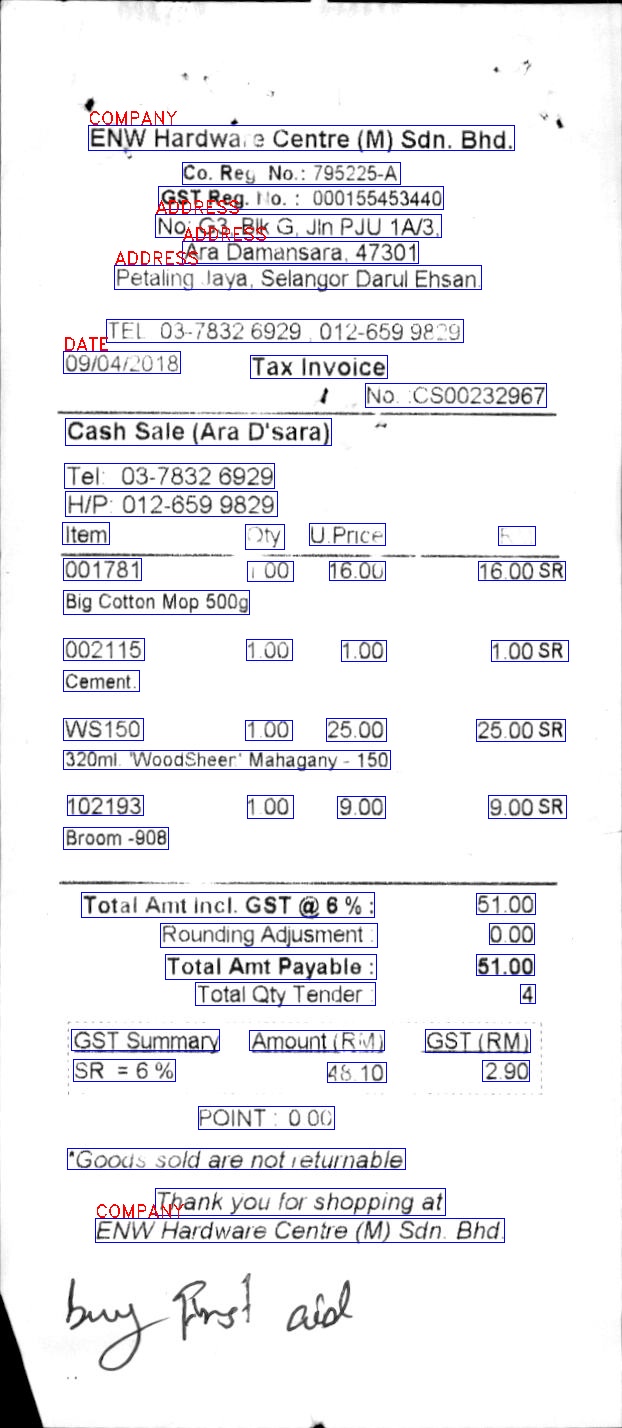 COMPANY
ENW Hardware Centre (M) Sdn. Bhd.
Co. Reg No.: 795225-A
GST Reg. No. : 000155453440
ADDRESS
No: G3, Blk G, Jln PJU 1A/3,
ADDRESS
Ara Damansara, 47301
ADDRESS
Petaling Jaya, Selangor Darul Ehsan.
TEL 03-7832 6929 , 012-659 9829
DATE
09/04/2018 Tax Invoice
No. :CS00232967
Cash Sale (Ara D'sara)
Tel: 03-7832 6929
H/P: 012-659 9829
Item Qty U.Price
001781 1.00 16.00 16.00 SR
Big Cotton Mop 500g
002115 1.00 1.00 1.00 SR
Cement.
WS150 1.00 25.00 25.00 SR
320ml. 'WoodSheer' Mahagany - 150
102193 1.00 9.00 9.00 SR
Broom -908
Total Amt Incl. GST @ 6 % : 51.00
Rounding Adjusment : 0.00
Total Amt Payable : 51.00
Total Qty Tender : 4
GST Summary Amount (RM) GST (RM)
SR = 6 % 48.10 2.90
POINT : 0.00
*Goods sold are not returnable
Thank you for shopping at
COMPANY
ENW Hardware Centre (M) Sdn. Bhd.
buy First aid